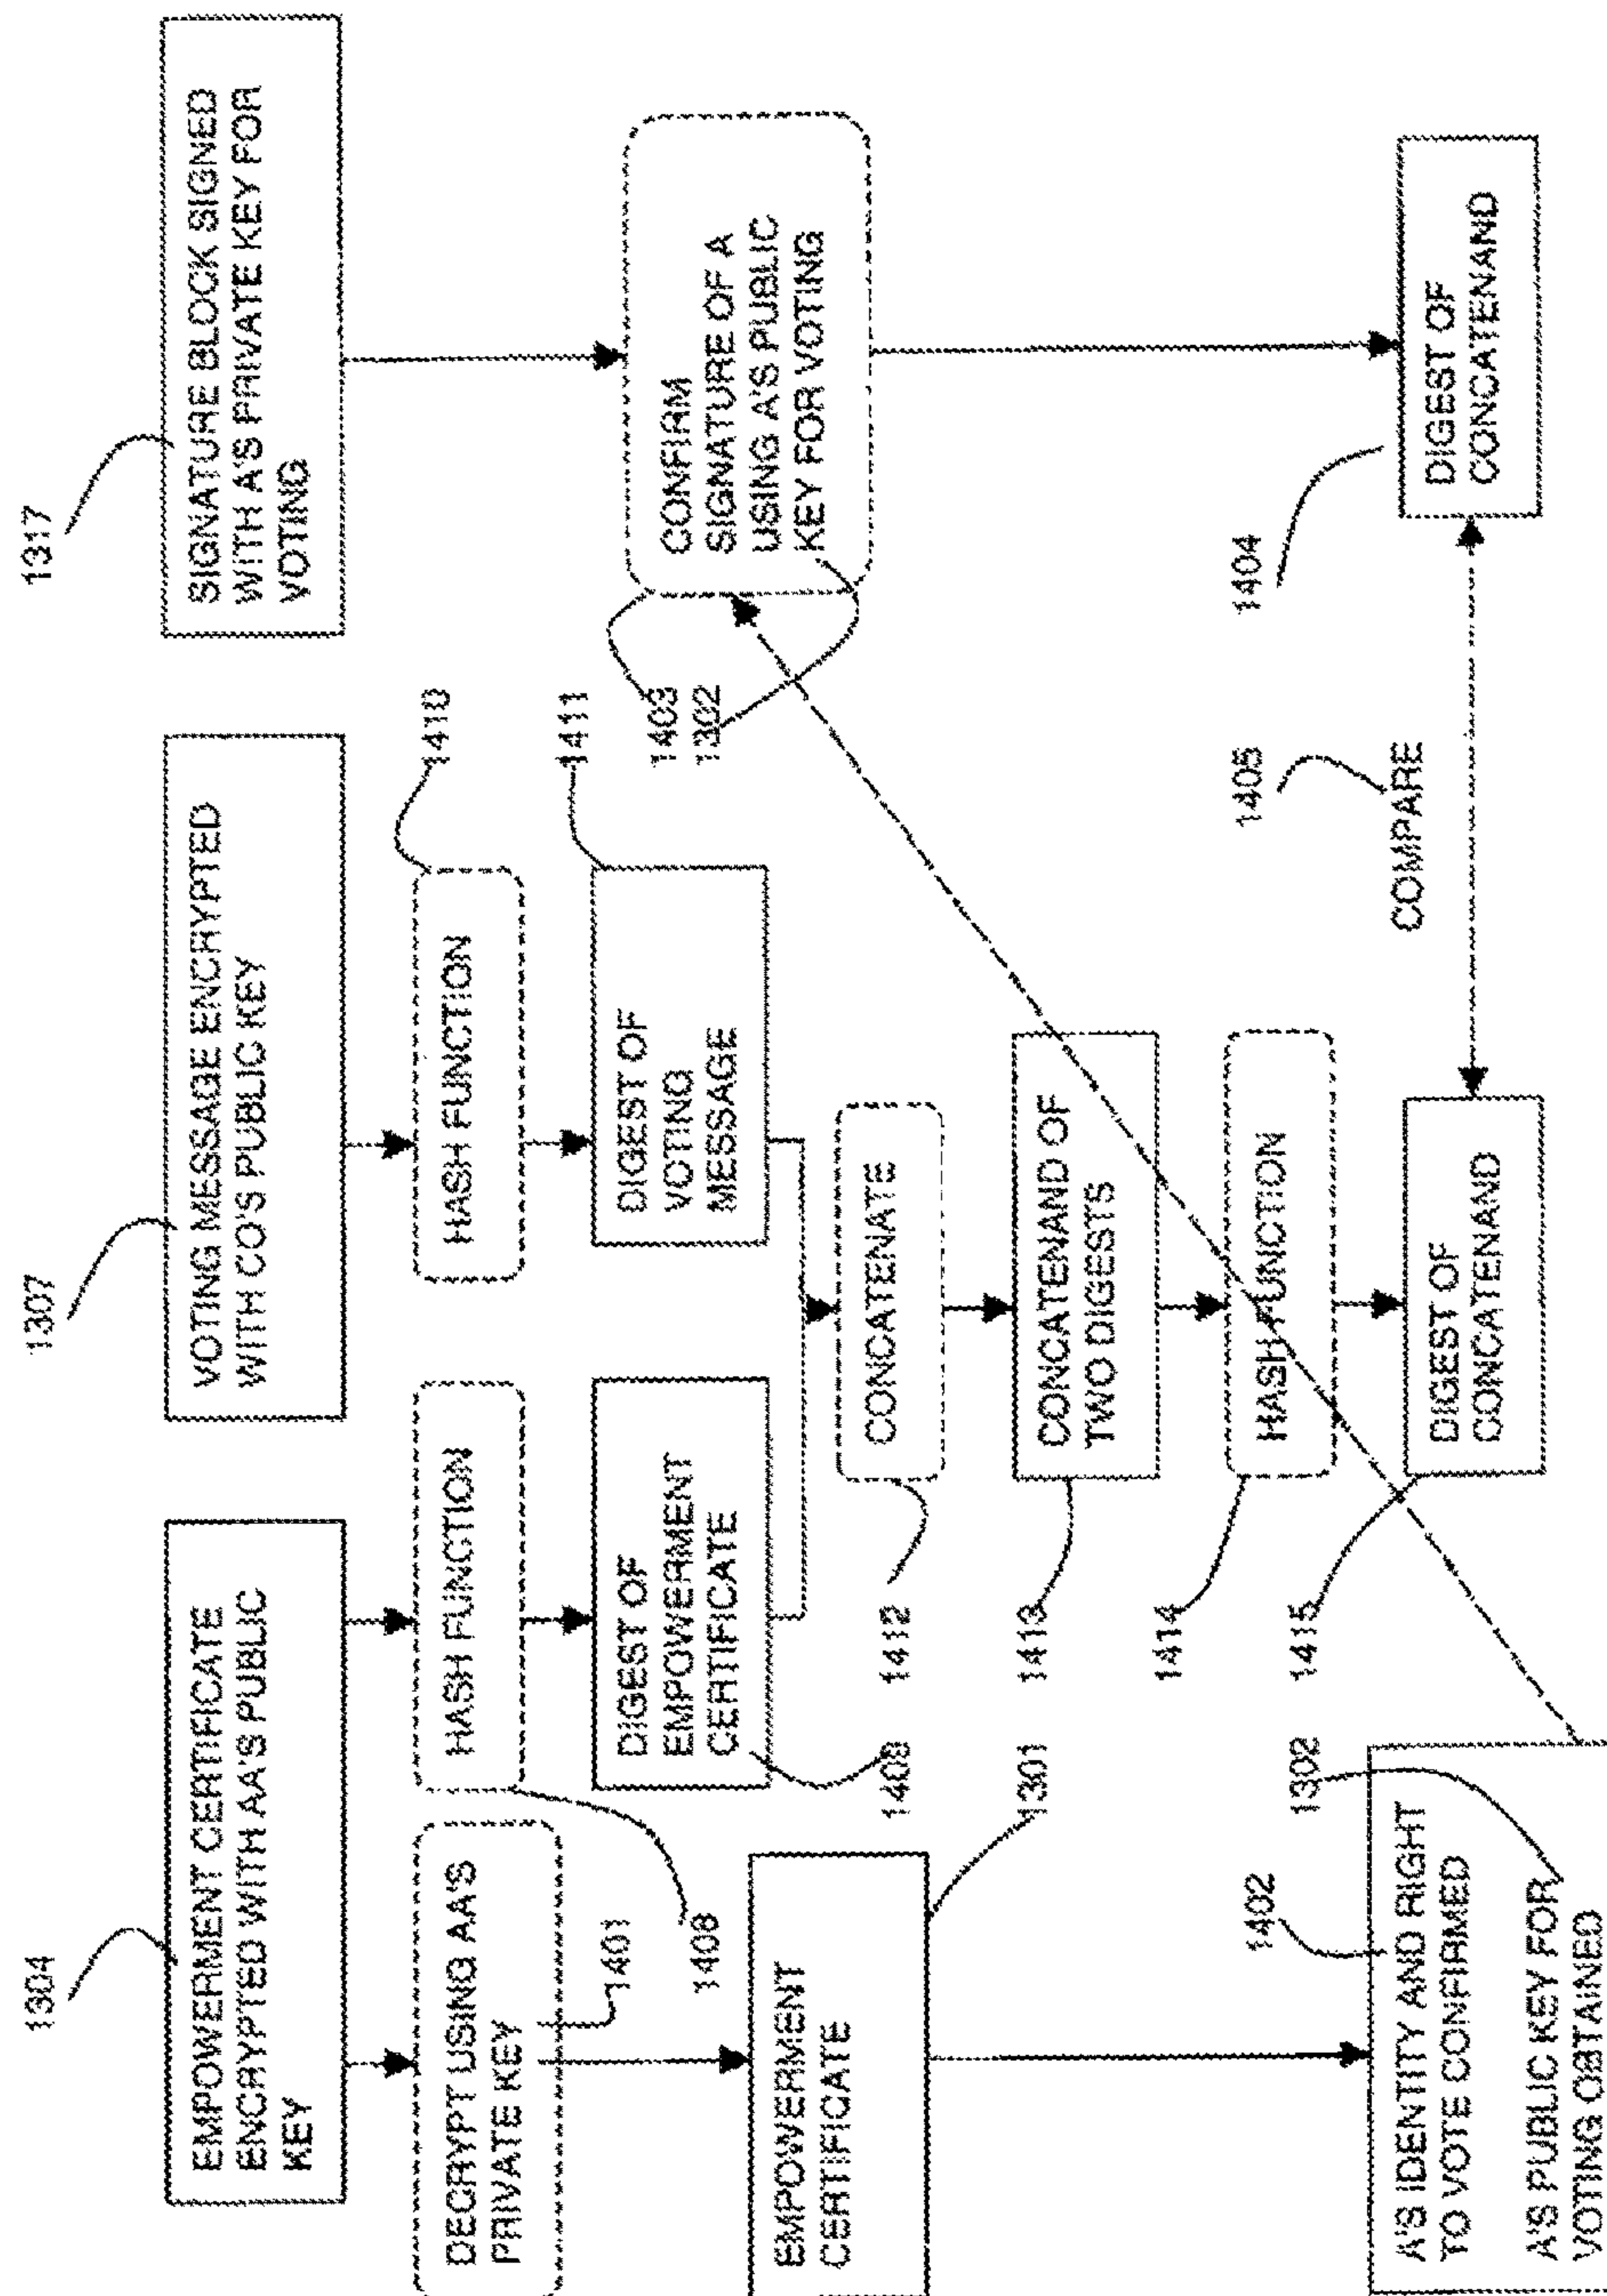 1304
EMPOWERMENT CERTIFICATE
ENCRYPTED WITH AA'S PUBLIC
KEY
1307
VOTING MESSAGE ENCRYPTED
WITH CO'S PUBLIC KEY
1317
SIGNATURE BLOCK SIGNED
WITH A'S PRIVATE KEY FOR
VOTING
DECRYPT USING AA'S
PRIVATE KEY
1401
HASH FUNCTION
1408
HASH FUNCTION
1410
EMPOWERMENT
CERTIFICATE
1301
DIGEST OF
EMPOWERMENT
CERTIFICATE
1409
DIGEST OF
VOTING
MESSAGE
1411
CONFIRM
SIGNATURE OF A
USING A'S PUBLIC
KEY FOR VOTING
1403
1302
CONCATENATE
1412
CONCATENAND OF
TWO DIGESTS
1413
HASH FUNCTION
1414
A'S IDENTITY AND RIGHT
TO VOTE CONFIRMED
A'S PUBLIC KEY FOR
VOTING OBTAINED
1402
1302
DIGEST OF
CONCATENAND
1415
COMPARE
1405
DIGEST OF
CONCATENAND
1404